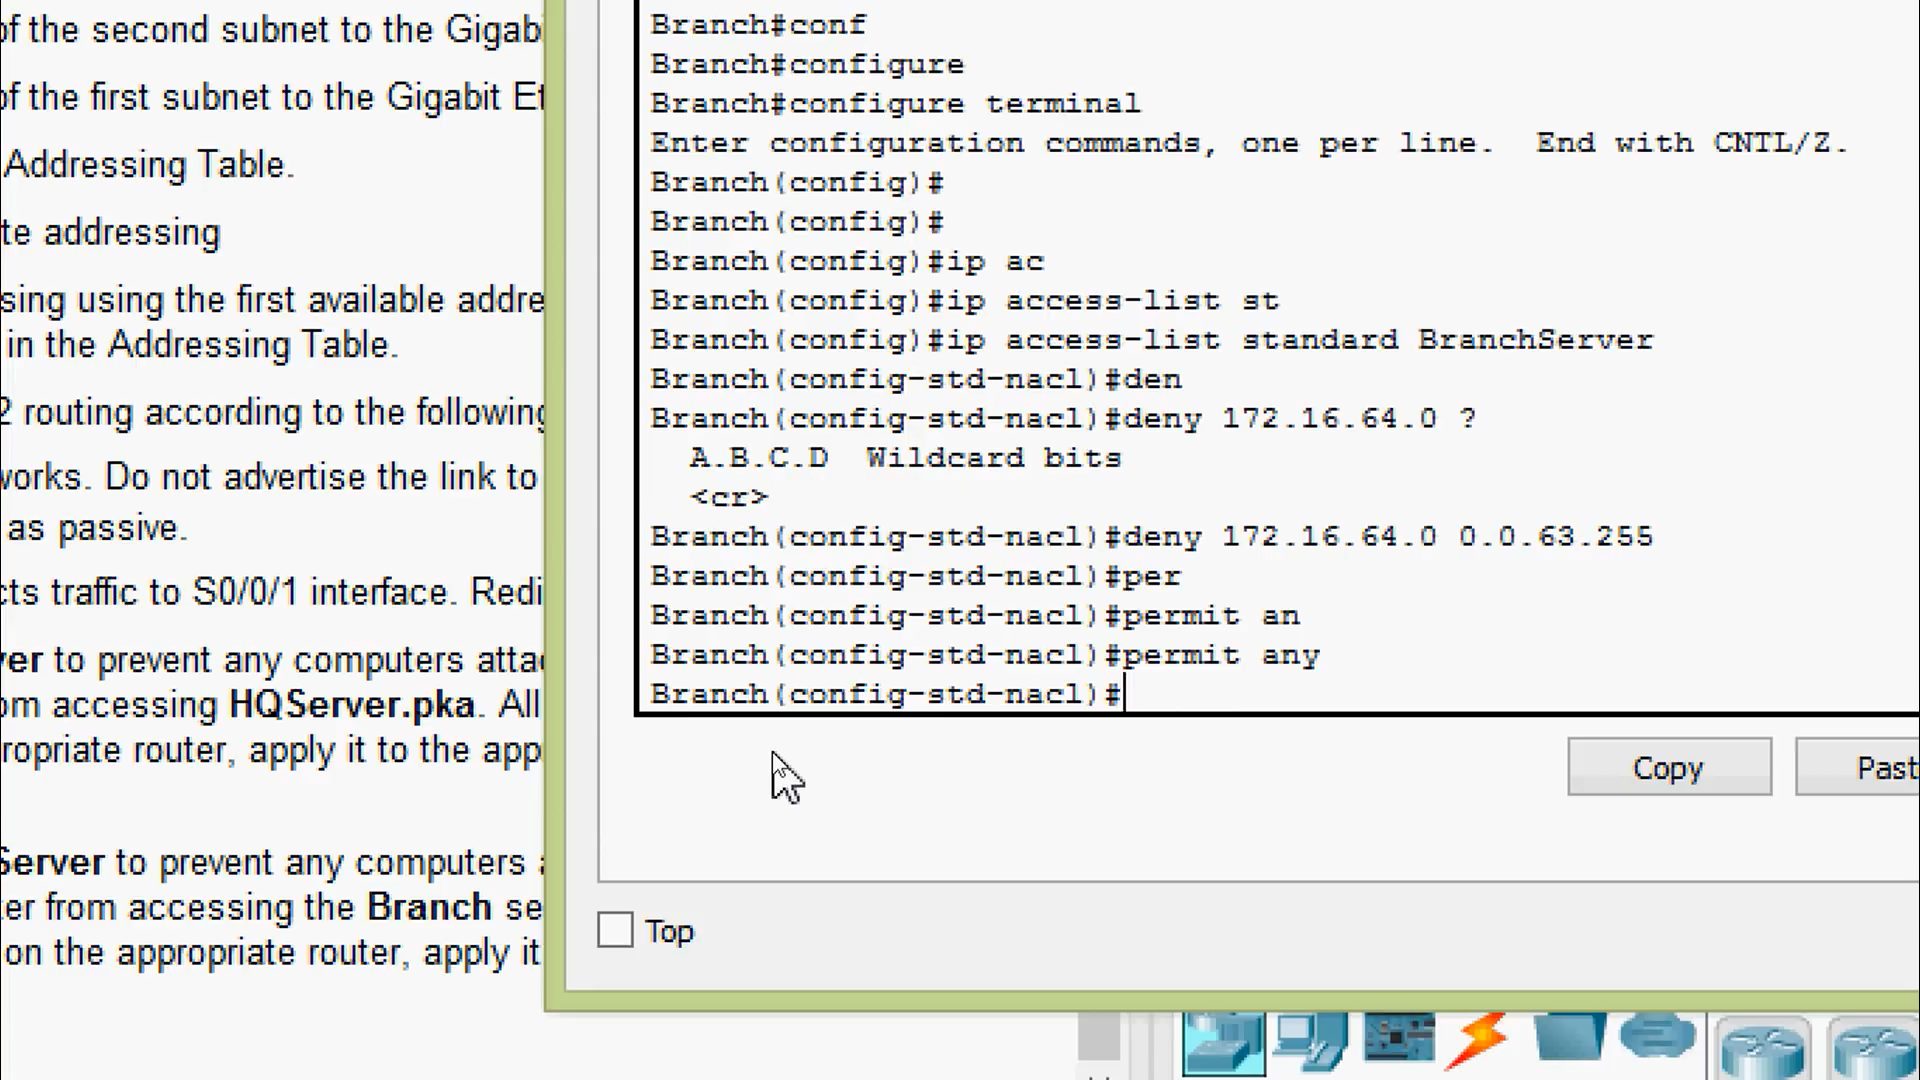 of the second subnet to the Gigab
of the first subnet to the Gigabit Et
Addressing Table.
te addressing
sing using the first available addre
in the Addressing Table.
2 routing according to the following
works. Do not advertise the link to
as passive.
cts traffic to S0/0/1 interface. Redi
ver to prevent any computers attac
om accessing HQServer.pka. All
ropriate router, apply it to the app
Server to prevent any computers a
ter from accessing the Branch se
on the appropriate router, apply it
Branch#conf
Branch#configure
Branch#configure terminal
Enter configuration commands, one per line.  End with CNTL/Z.
Branch(config)#
Branch(config)#
Branch(config)#ip ac
Branch(config)#ip access-list st
Branch(config)#ip access-list standard BranchServer
Branch(config-std-nacl)#den
Branch(config-std-nacl)#deny 172.16.64.0 ?
A.B.C.D  Wildcard bits
<cr>
Branch(config-std-nacl)#deny 172.16.64.0 0.0.63.255
Branch(config-std-nacl)#per
Branch(config-std-nacl)#permit an
Branch(config-std-nacl)#permit any
Branch(config-std-nacl)#
Copy
Past
Top